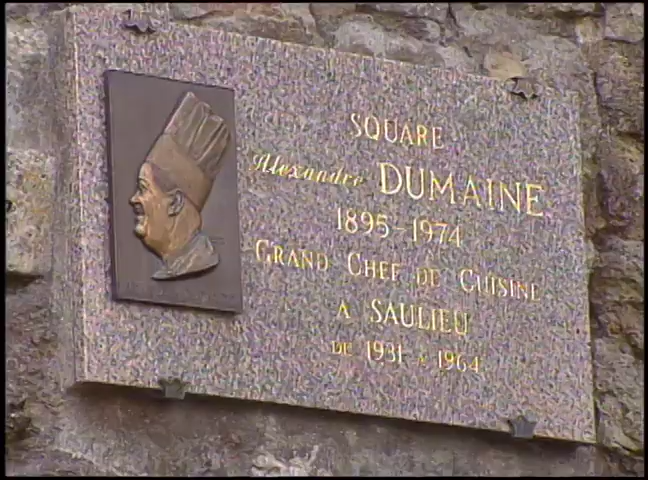 SQUARE
Alexandre DUMAINE
1895-1974
GRAND CHEF DE CUISINE
A SAULIEU
DE 1931 A 1964